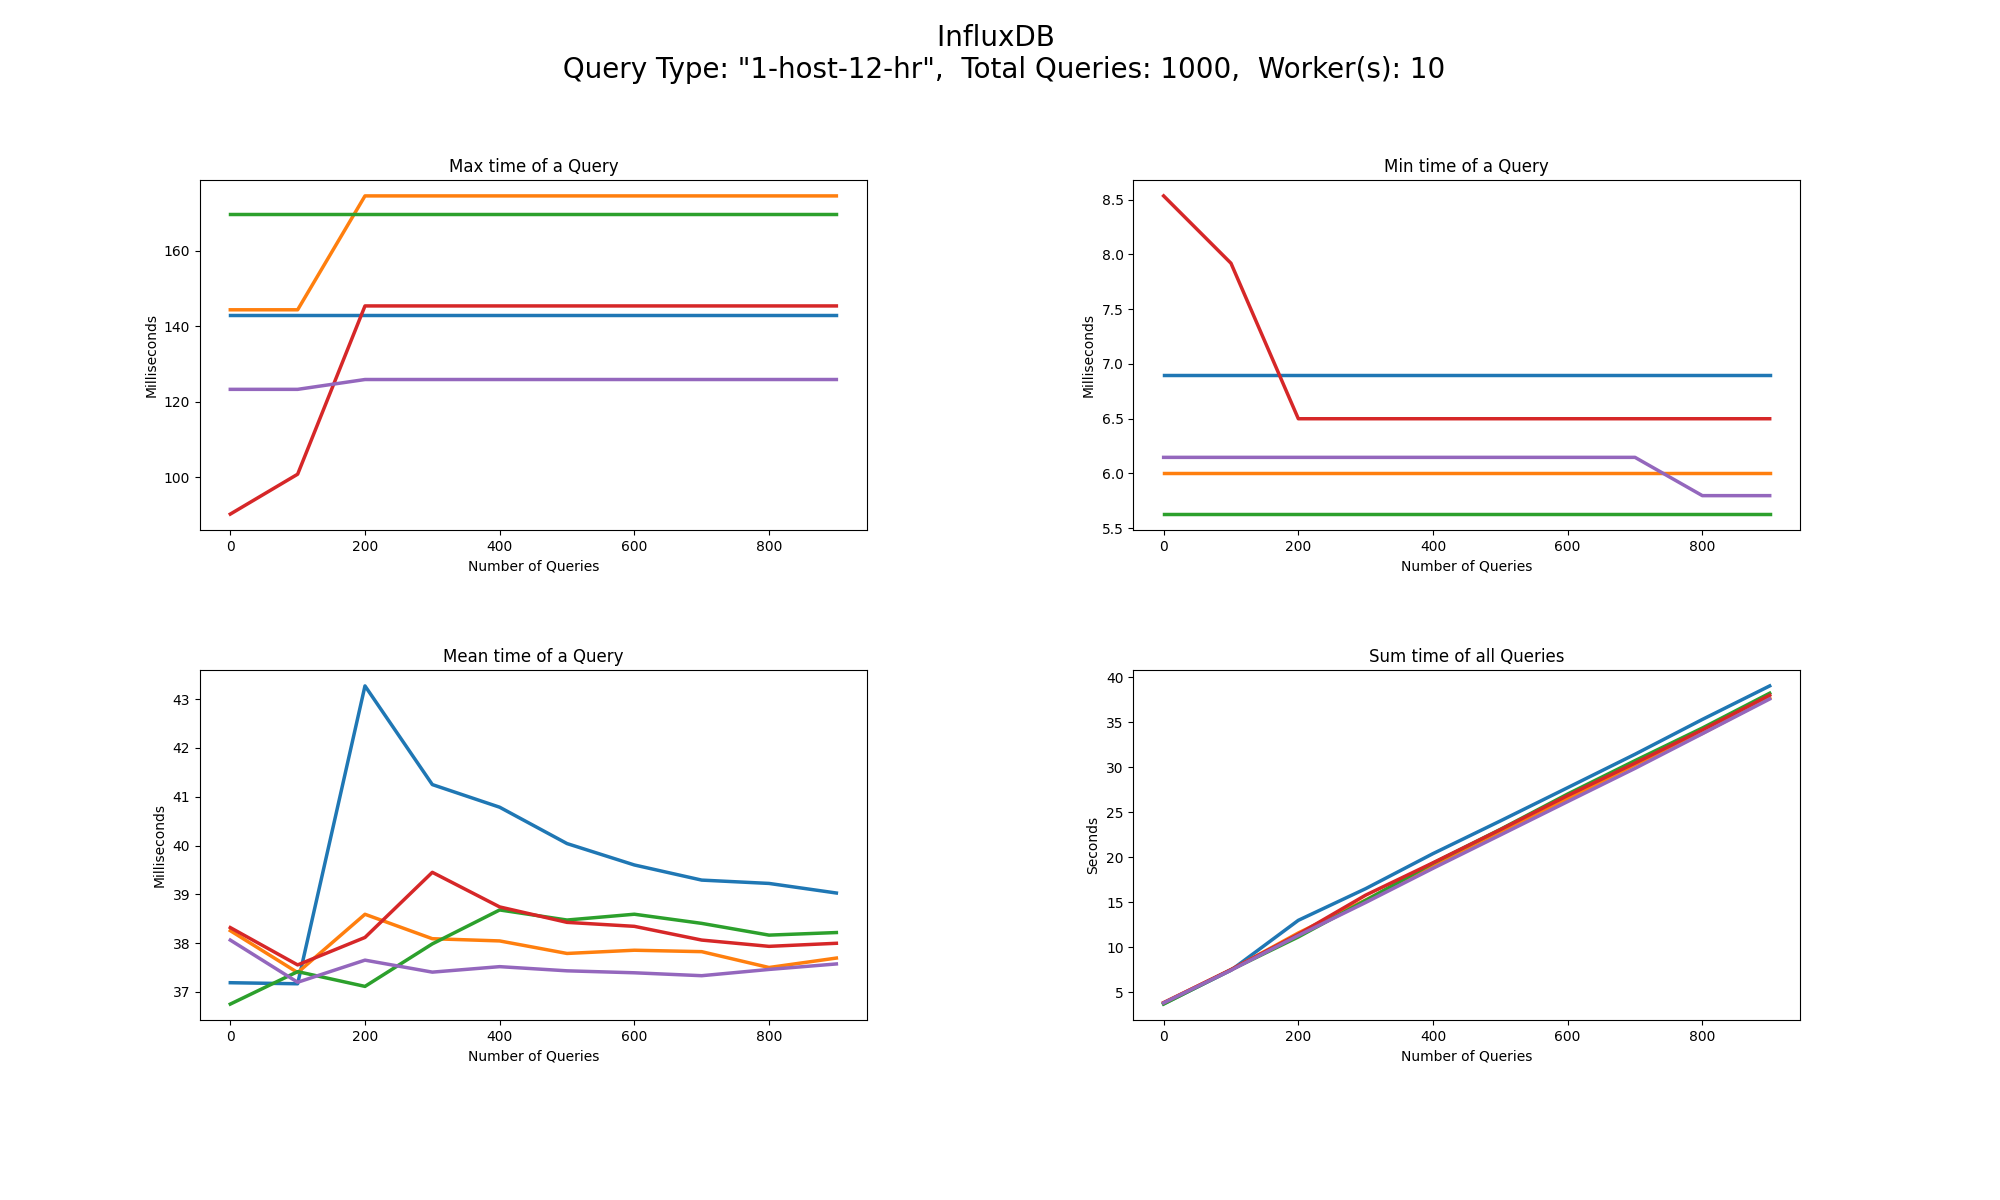 InfluxDB
Query Type: "1-host-12-hr",  Total Queries: 1000,  Worker(s): 10
Max time of a Query
Milliseconds
160
140
120
100
0 200 400 600 800
Number of Queries
Min time of a Query
Milliseconds
8.5
8.0
7.5
7.0
6.5
6.0
5.5
0 200 400 600 800
Number of Queries
Mean time of a Query
Milliseconds
43
42
41
40
39
38
37
0 200 400 600 800
Number of Queries
Sum time of all Queries
Seconds
40
35
30
25
20
15
10
5
0 200 400 600 800
Number of Queries